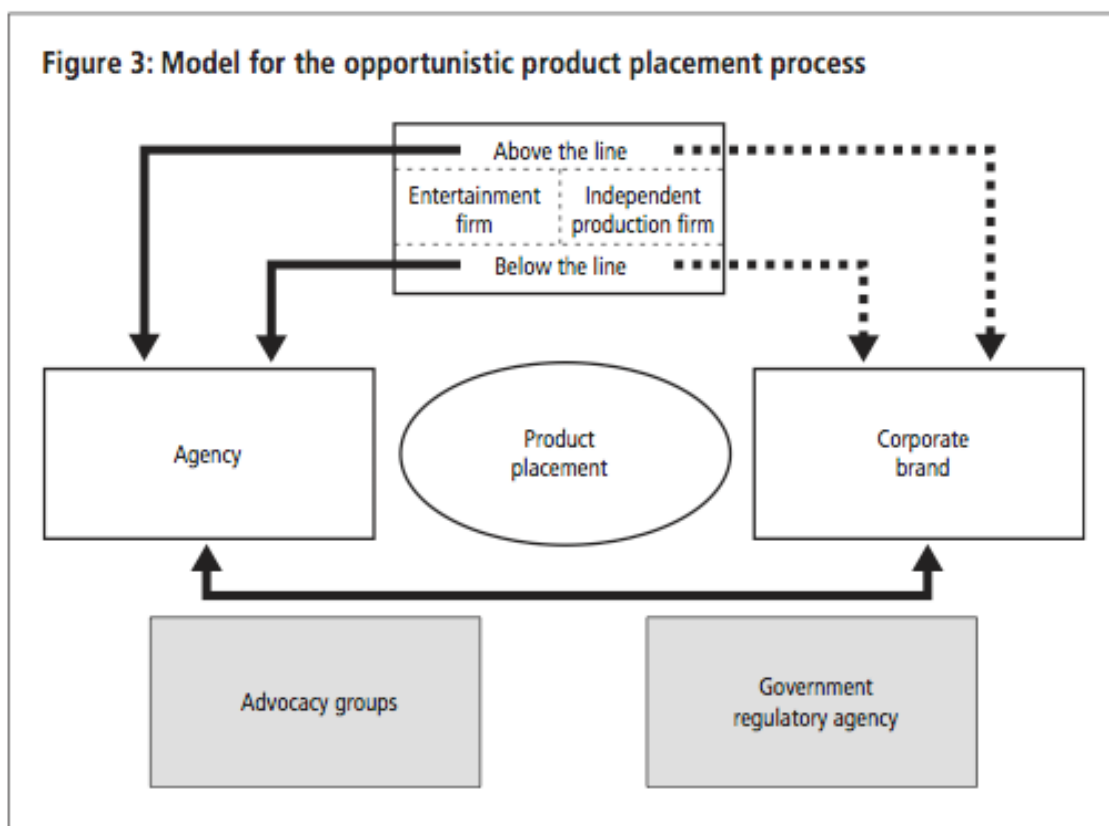 Figure 3: Model for the opportunistic product placement process
Above the line
Entertainment
firm
Independent
production firm
Below the line
Agency
Product
placement
Corporate
brand
Advocacy groups
Government
regulatory agency